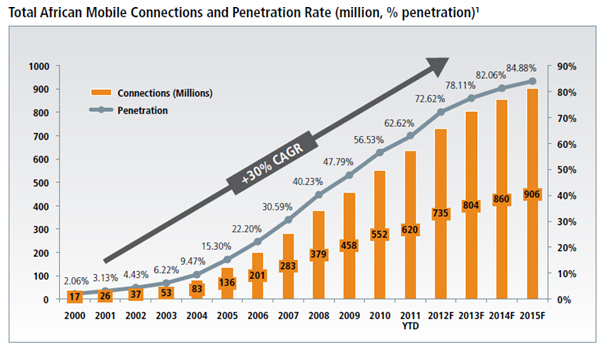 Total African Mobile Connections and Penetration Rate (million, % penetration)¹
1000 90%
900 80%
800 70%
700 60%
600 50%
500 40%
400 30%
300 20%
200 10%
100 0%
0
Connections (Millions)
Penetration
+30% CAGR
2.06% 3.13% 4.43% 6.22% 9.47% 15.30% 22.20% 30.59% 40.23% 47.79% 56.53% 62.62% 72.62% 78.11% 82.06% 84.88%
17 26 37 53 83 136 201 283 379 458 552 620 735 804 860 906
2000 2001 2002 2003 2004 2005 2006 2007 2008 2009 2010 2011 2012F 2013F 2014F 2015F
YTD